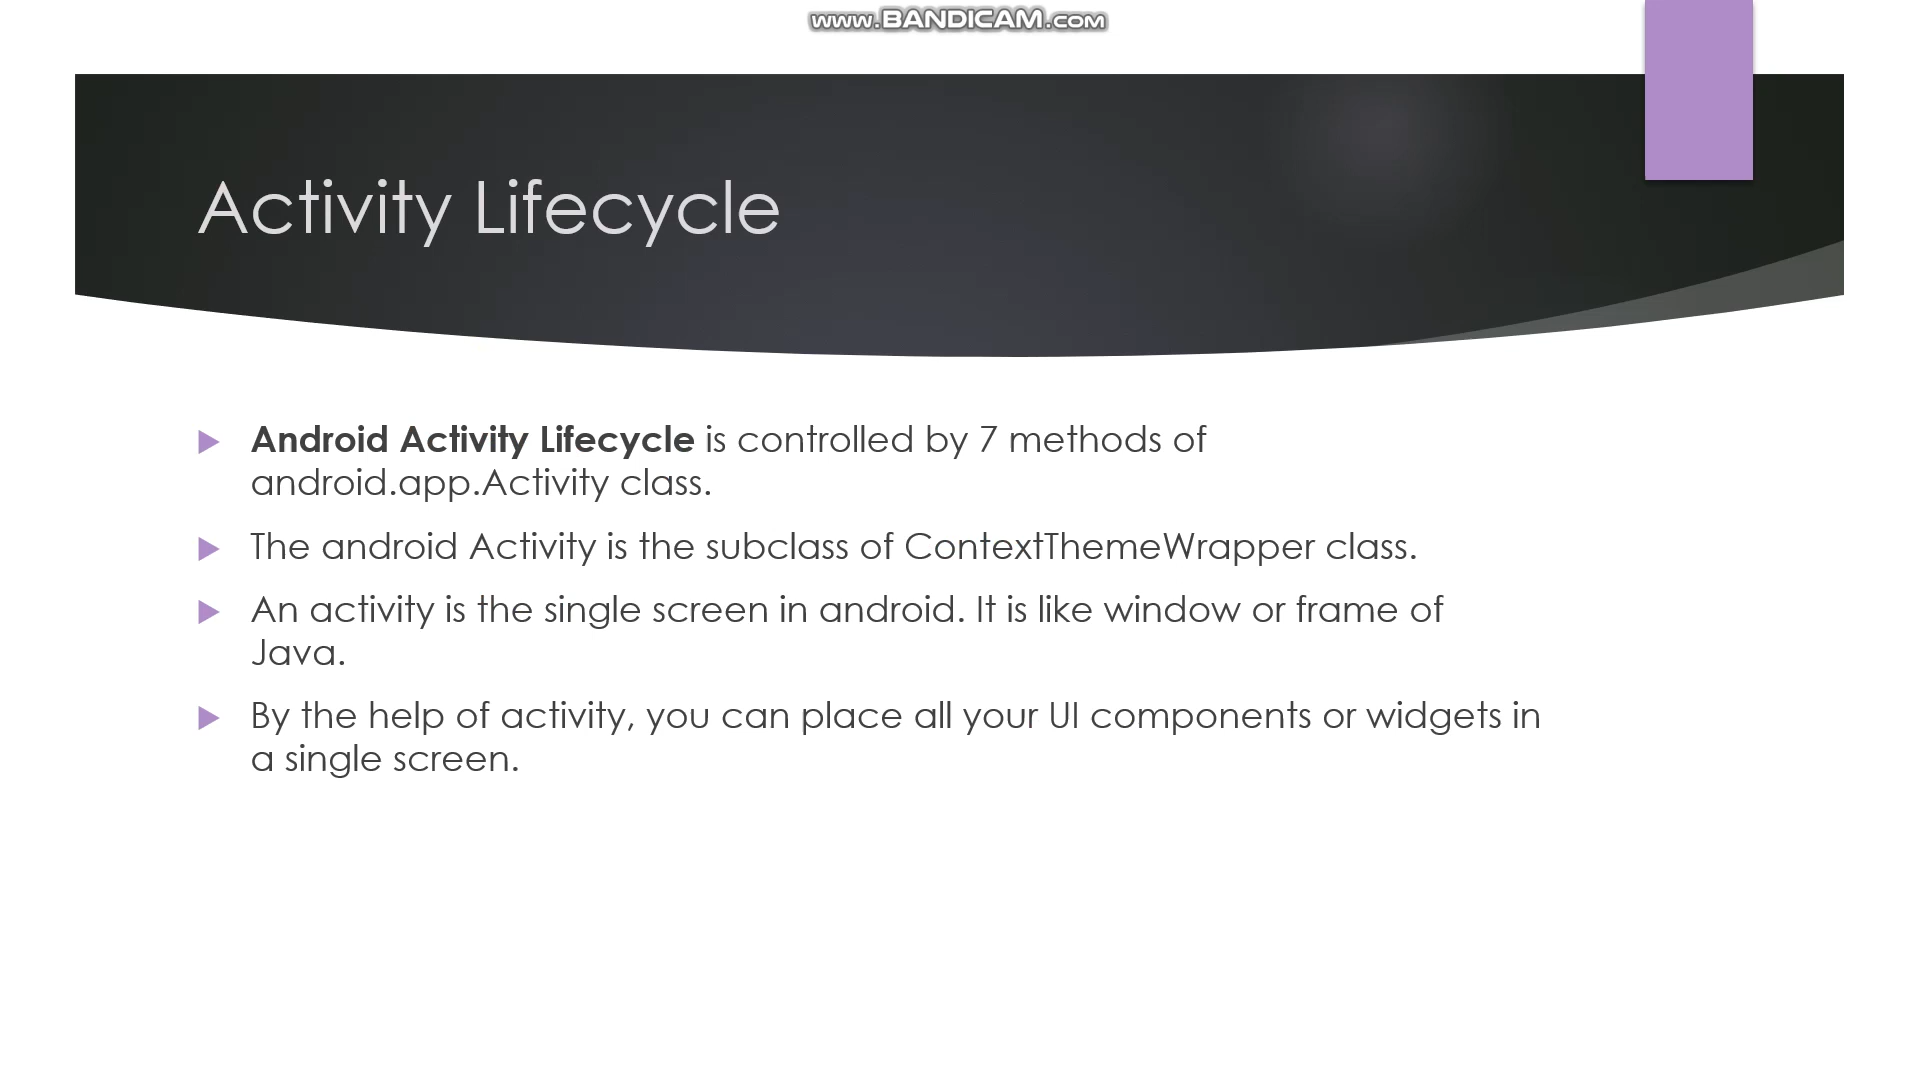 www.BANDICAM.com
Activity Lifecycle
Android Activity Lifecycle is controlled by 7 methods of
android.app.Activity class.
The android Activity is the subclass of ContextThemeWrapper class.
An activity is the single screen in android. It is like window or frame of
Java.
By the help of activity, you can place all your UI components or widgets in
a single screen.